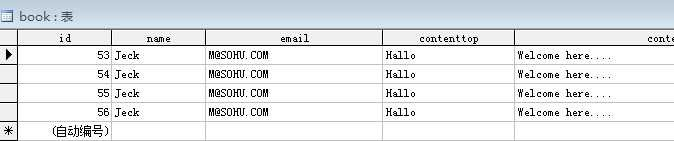 book : 表
id name email contenttop conte
53 Jeck M@SOHU.COM Hallo Welcome here....
54 Jeck M@SOHU.COM Hallo Welcome here....
55 Jeck M@SOHU.COM Hallo Welcome here....
56 Jeck M@SOHU.COM Hallo Welcome here....
(自动编号)